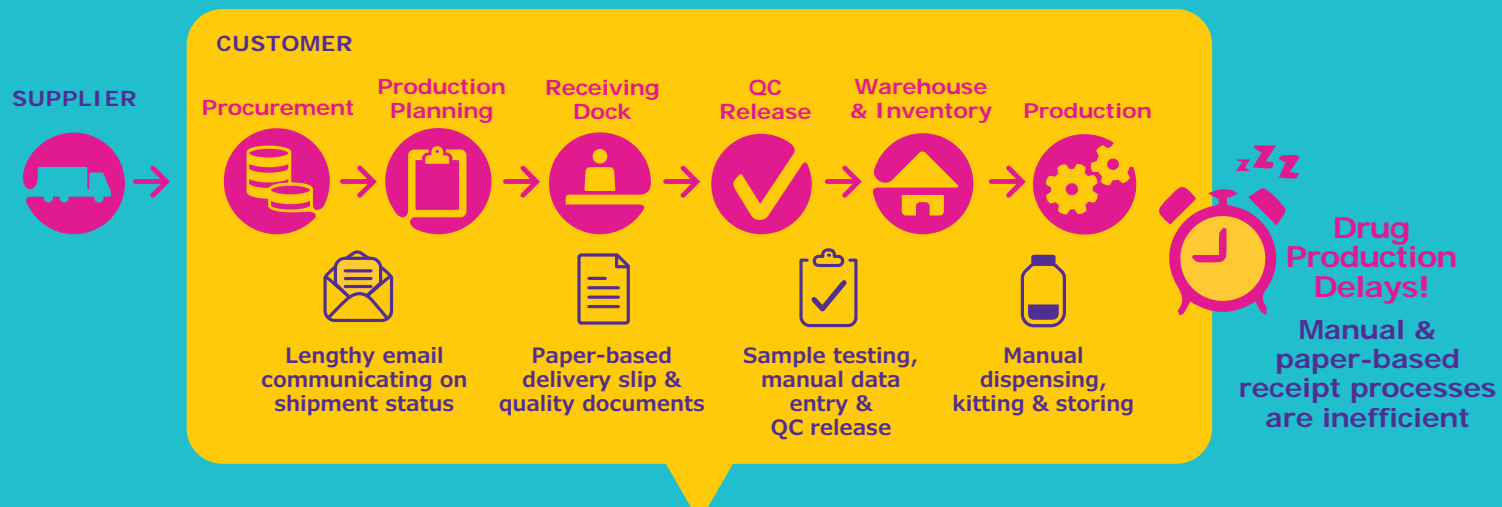 CUSTOMER
SUPPLIER
Procurement
Production
Planning
Receiving
Dock
QC
Release
Warehouse
& Inventory
Production
zZZ
Drug
Production
Delays!
Manual &
paper-based
receipt processes
are inefficient
Lengthy email
communicating on
shipment status
Paper-based
delivery slip &
quality documents
Sample testing,
manual data
entry &
QC release
Manual
dispensing,
kitting & storing